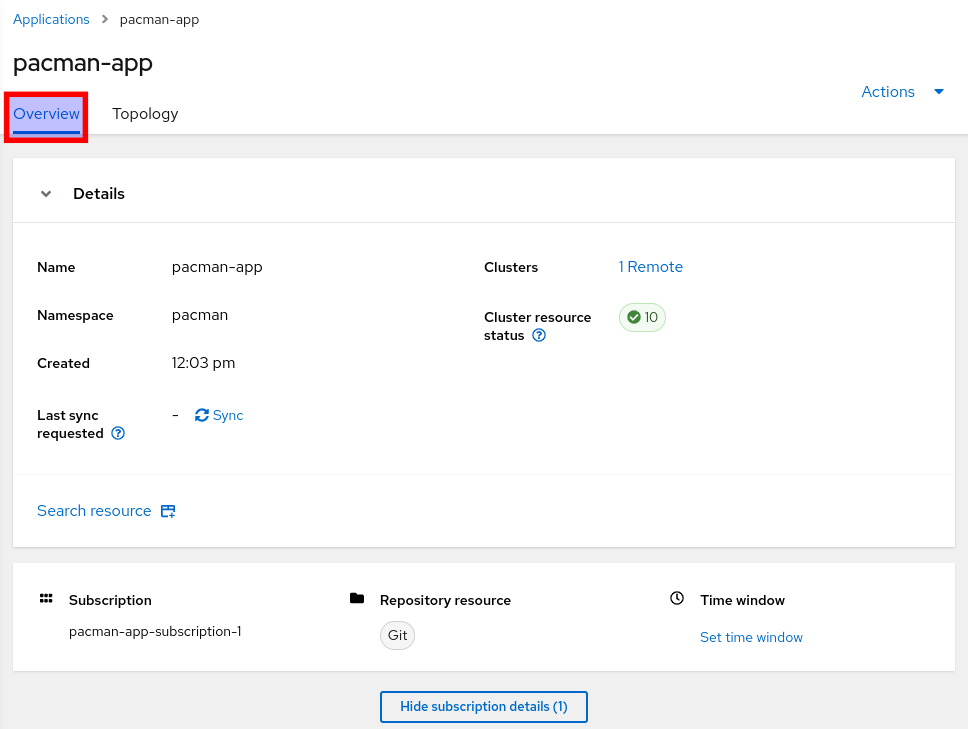 Applications > pacman-app
pacman-app
Actions
Overview Topology
Details
Name pacman-app
Clusters 1 Remote
Namespace pacman
Cluster resource
status
10
Created 12:03 pm
Last sync
requested
- Sync
Search resource
Subscription
pacman-app-subscription-1
Repository resource
Git
Time window
Set time window
Hide subscription details (1)